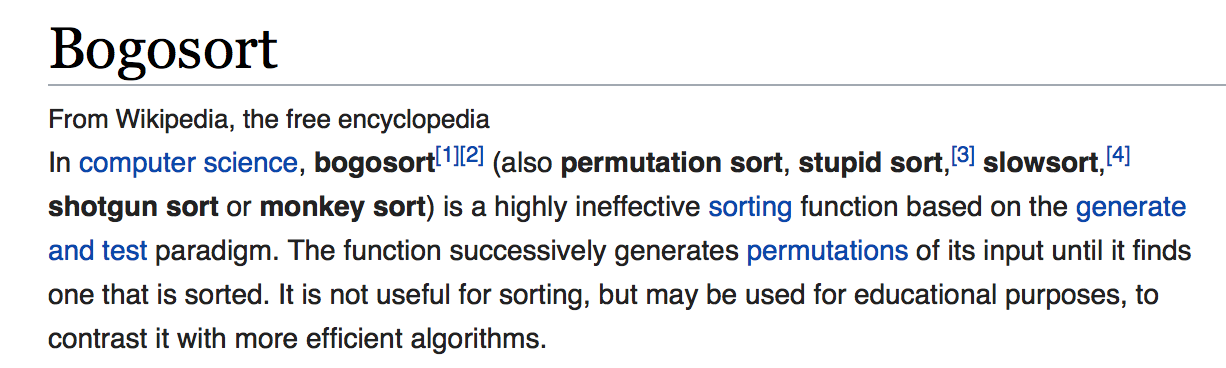 Bogosort
From Wikipedia, the free encyclopedia
In computer science, bogosort[1][2] (also permutation sort, stupid sort,[3] slowsort,[4]
shotgun sort or monkey sort) is a highly ineffective sorting function based on the generate
and test paradigm. The function successively generates permutations of its input until it finds
one that is sorted. It is not useful for sorting, but may be used for educational purposes, to
contrast it with more efficient algorithms.